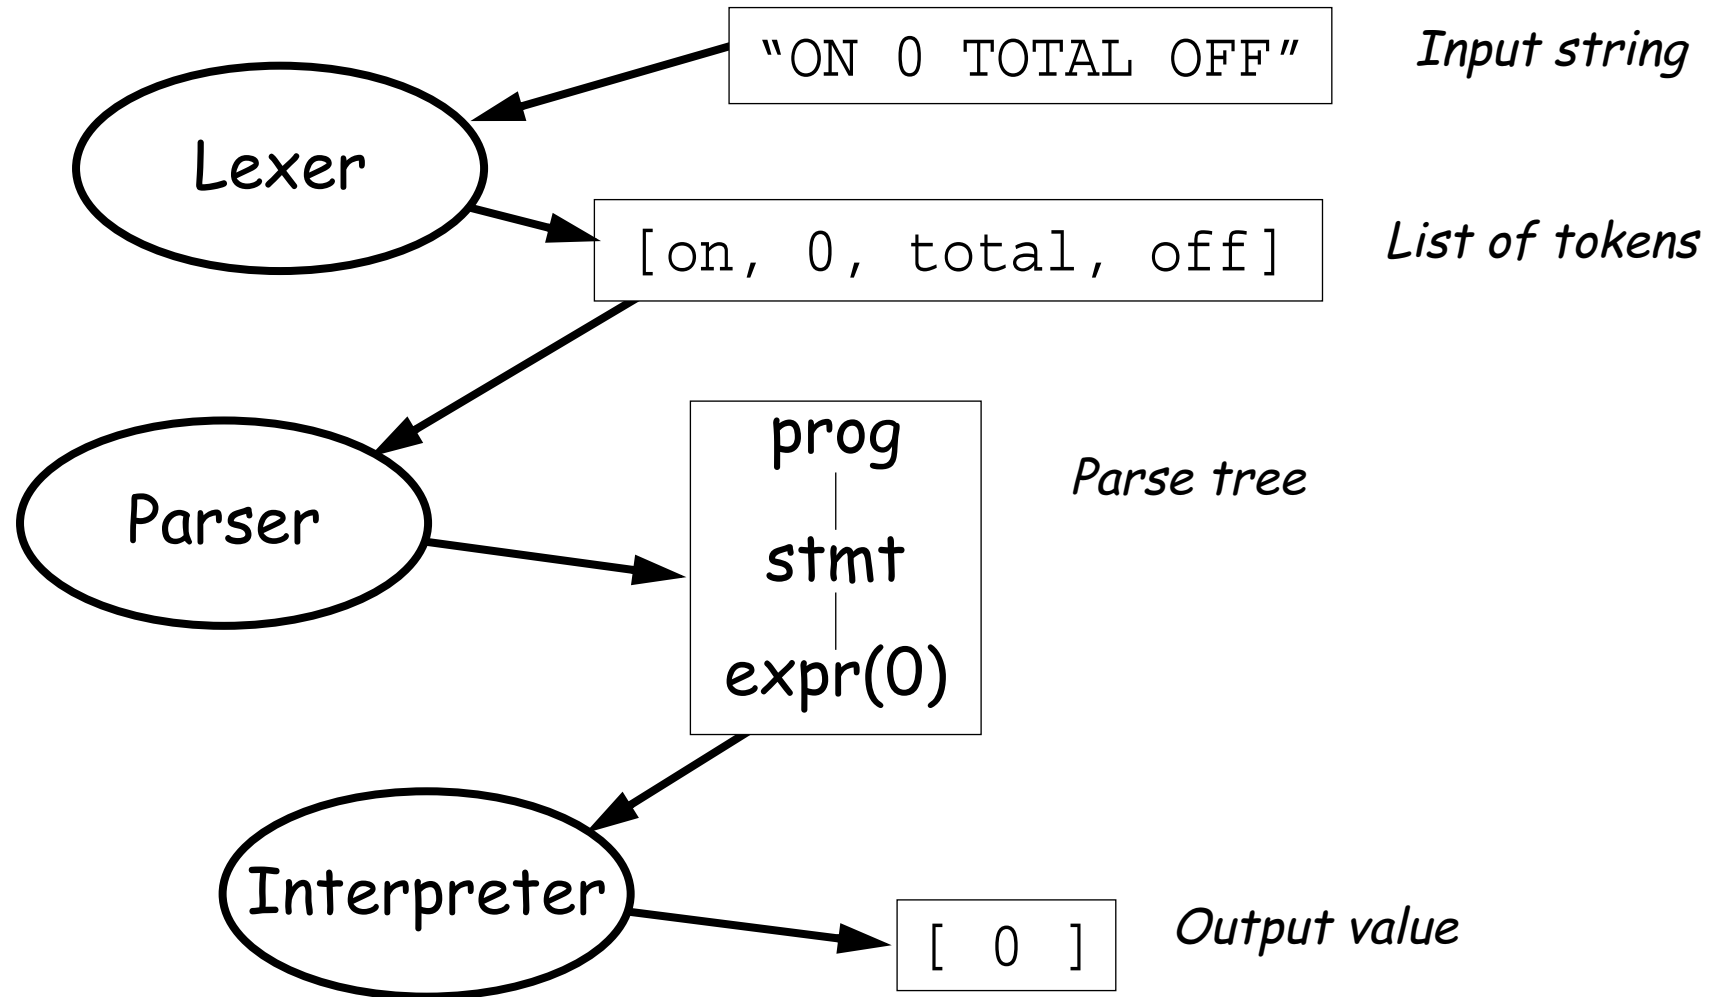 “ON 0 TOTAL OFF”
Input string
Lexer
[on, 0, total, off]
List of tokens
Parser
prog
stmt
expr(0)
Parse tree
Interpreter
[ 0 ]
Output value